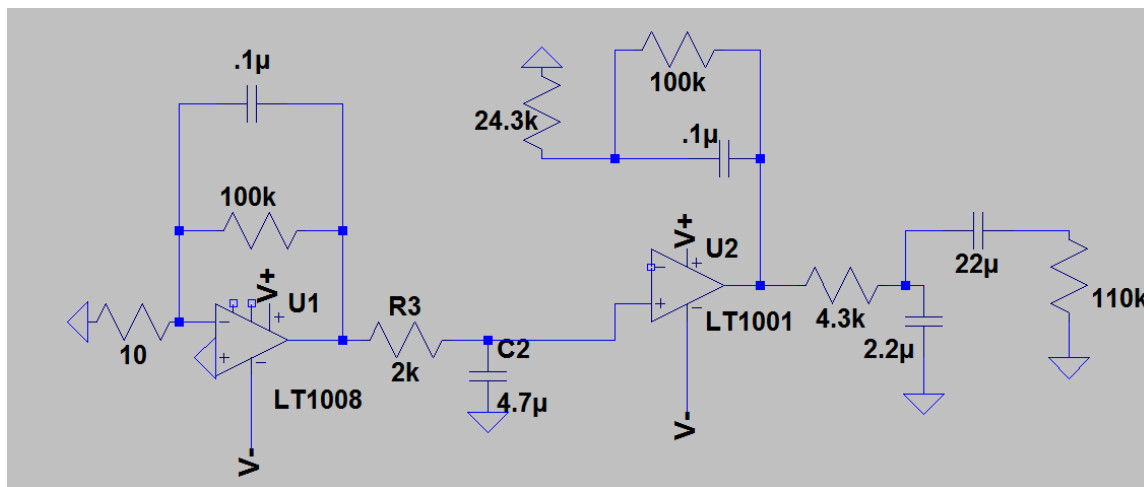 .1µ
100k
10
V+
U1
LT1008
V-
R3
2k
C2
4.7µ
24.3k
100k
.1µ
V+
U2
LT1001
V-
4.3k
2.2µ
22µ
110k